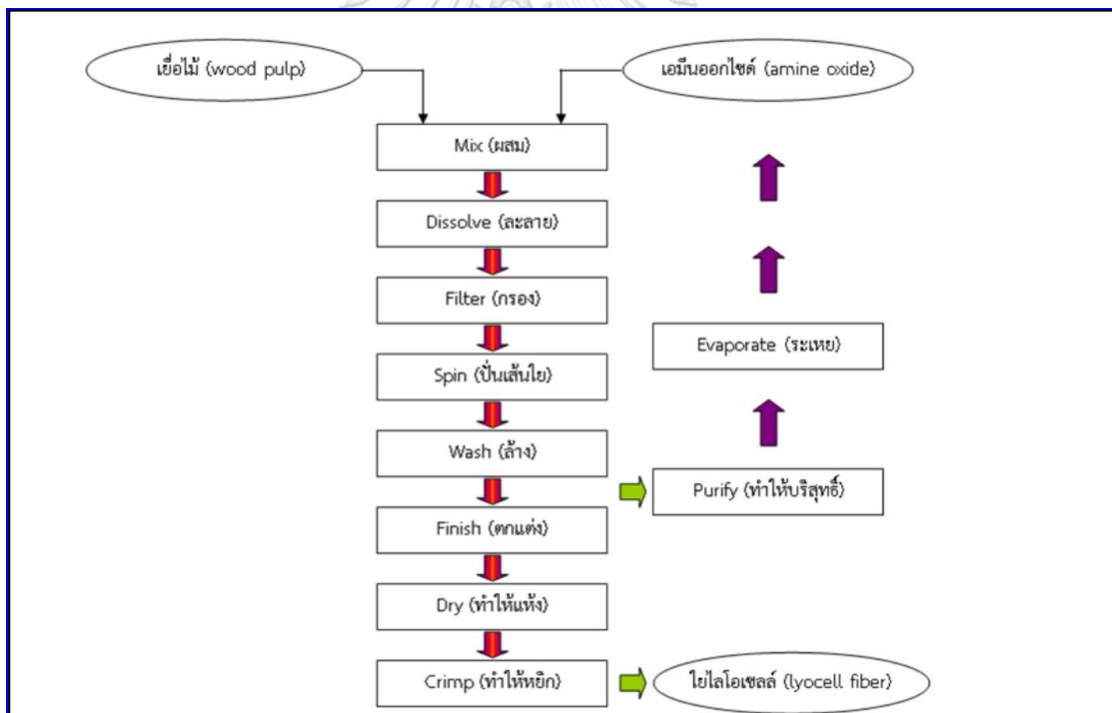 เยื่อไม้ (wood pulp)
เอมีนออกไซด์ (amine oxide)
Mix (ผสม)
Dissolve (ละลาย)
Filter (กรอง)
Spin (ปั่นเส้นใย)
Evaporate (ระเหย)
Wash (ล้าง)
Purify (ทำให้บริสุทธิ์)
Finish (ตกแต่ง)
Dry (ทำให้แห้ง)
Crimp (ทำให้หยิก)
ใยไลโอเซลล์ (lyocell fiber)